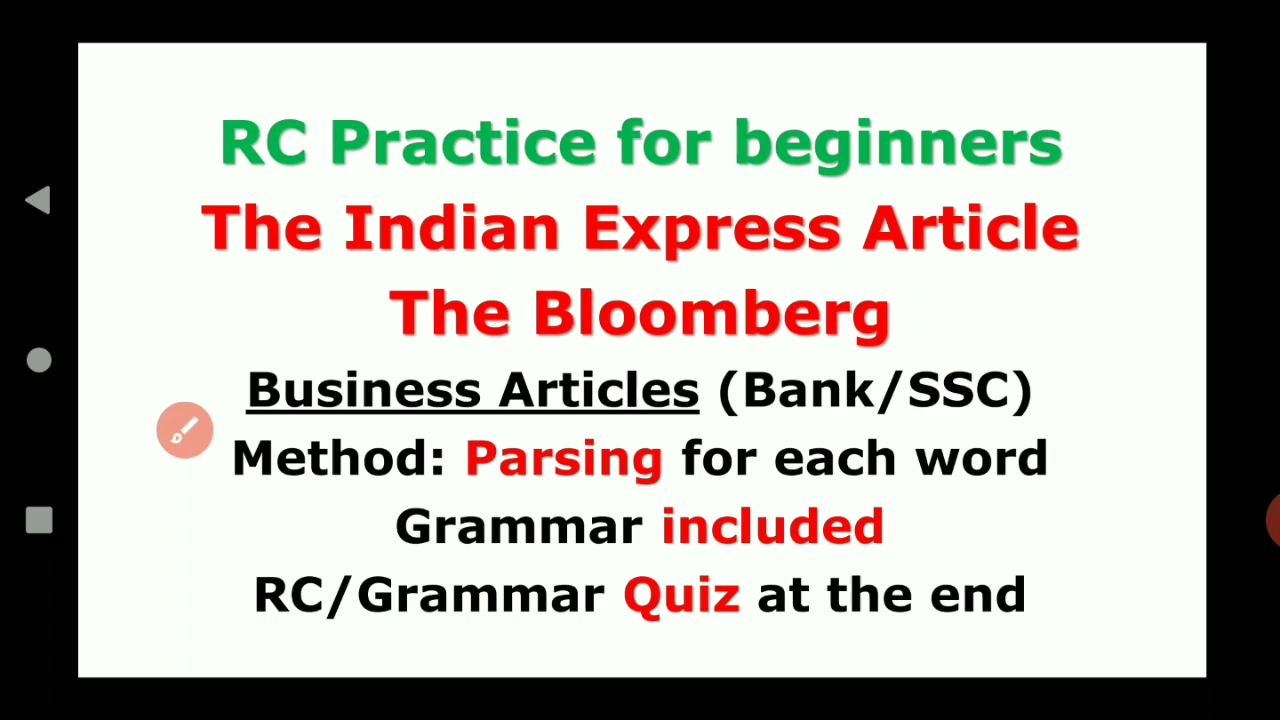 RC Practice for beginners
The Indian Express Article
The Bloomberg
Business Articles (Bank/SSC)
Method: Parsing for each word
Grammar included
RC/Grammar Quiz at the end